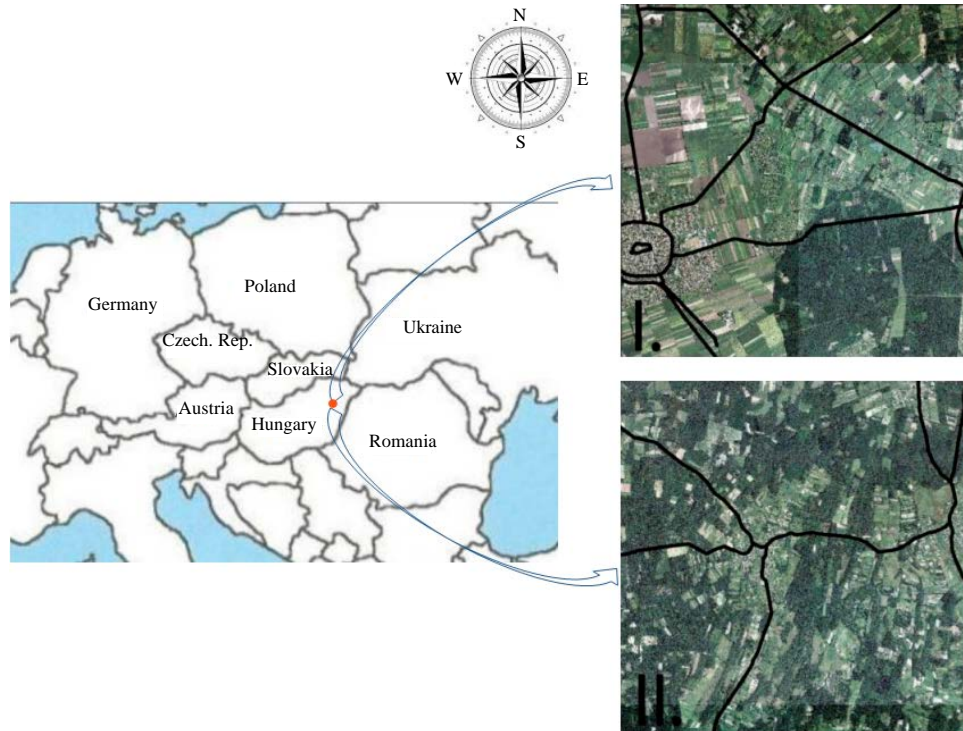 N
W
E
S
Germany
Poland
Czech. Rep.
Ukraine
Slovakia
Austria
Hungary
Romania
I.
II.